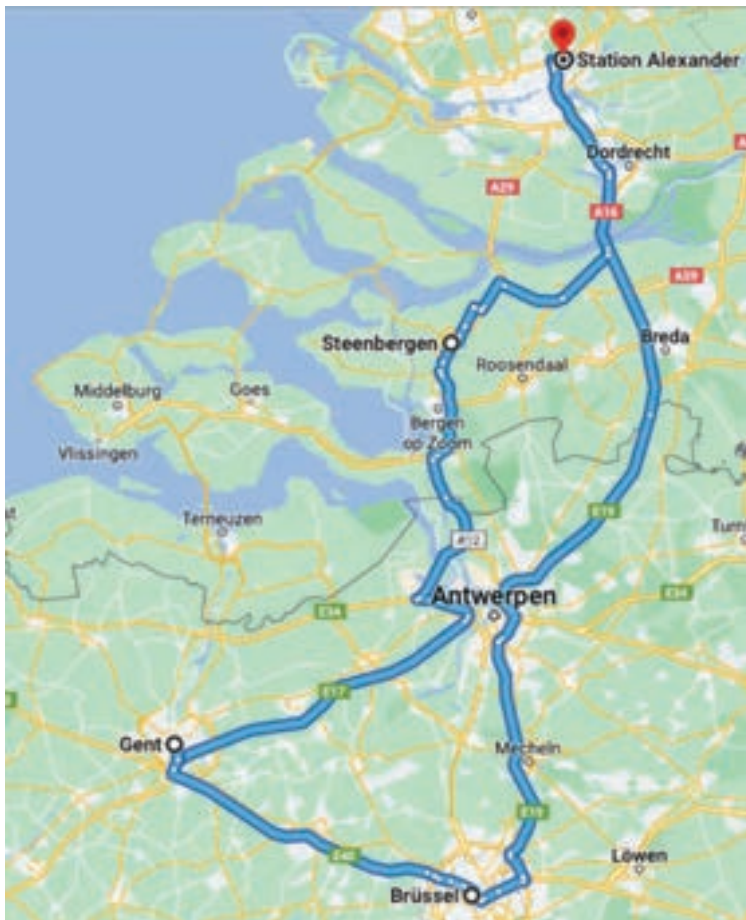 Station Alexander
Dordrecht
A29
A16
A29
Steenbergen
Breda
Roosendaal
Middelburg
Goes
Bergen
op Zoom
Vlissingen
Terneuzen
A12
E19
Antwerpen
E34
E34
E17
Gent
Mecheln
E19
E40
Löwen
Brüssel